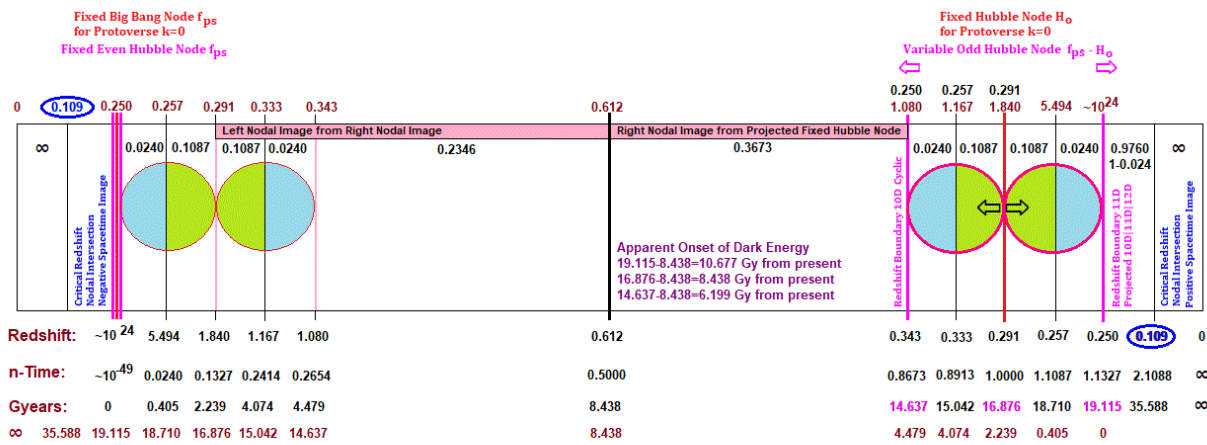 Fixed Big Bang Node fps
for Protoverse k=0
Fixed Even Hubble Node fps
Fixed Hubble Node Ho
for Protoverse k=0
Variable Odd Hubble Node fps - Ho
0.250 0.257 0.291
0 0.109 0.250 0.257 0.291 0.333 0.343 0.612 1.080 1.167 1.840 5.494 ~10 24
Left Nodal Image from Right Nodal Image
Right Nodal Image from Projected Fixed Hubble Node
∞ 0.0240 0.1087 0.1087 0.0240 0.2346 0.3673 0.0240 0.1087 0.1087 0.0240 0.9760 ∞
1-0.024
Critical Redshift
Nodal Intersection
Negative Spacetime Image
Apparent Onset of Dark Energy
19.115-8.438=10.677 Gy from present
16.876-8.438=8.438 Gy from present
14.637-8.438=6.199 Gy from present
Redshift Boundary 10D Cyclic
Redshift Boundary 11D
Projected 10D|11D|12D
Critical Redshift
Nodal Intersection
Positive Spacetime Image
Redshift: ~10 24 5.494 1.840 1.167 1.080 0.612 0.343 0.333 0.291 0.257 0.250 0.109 0
n-Time: ~10-49 0.0240 0.1327 0.2414 0.2654 0.5000 0.8673 0.8913 1.0000 1.1087 1.1327 2.1088 ∞
Gyears: 0 0.405 2.239 4.074 4.479 8.438 14.637 15.042 16.876 18.710 19.115 35.588 ∞
∞ 35.588 19.115 18.710 16.876 15.042 14.637 8.438 4.479 4.074 2.239 0.405 0